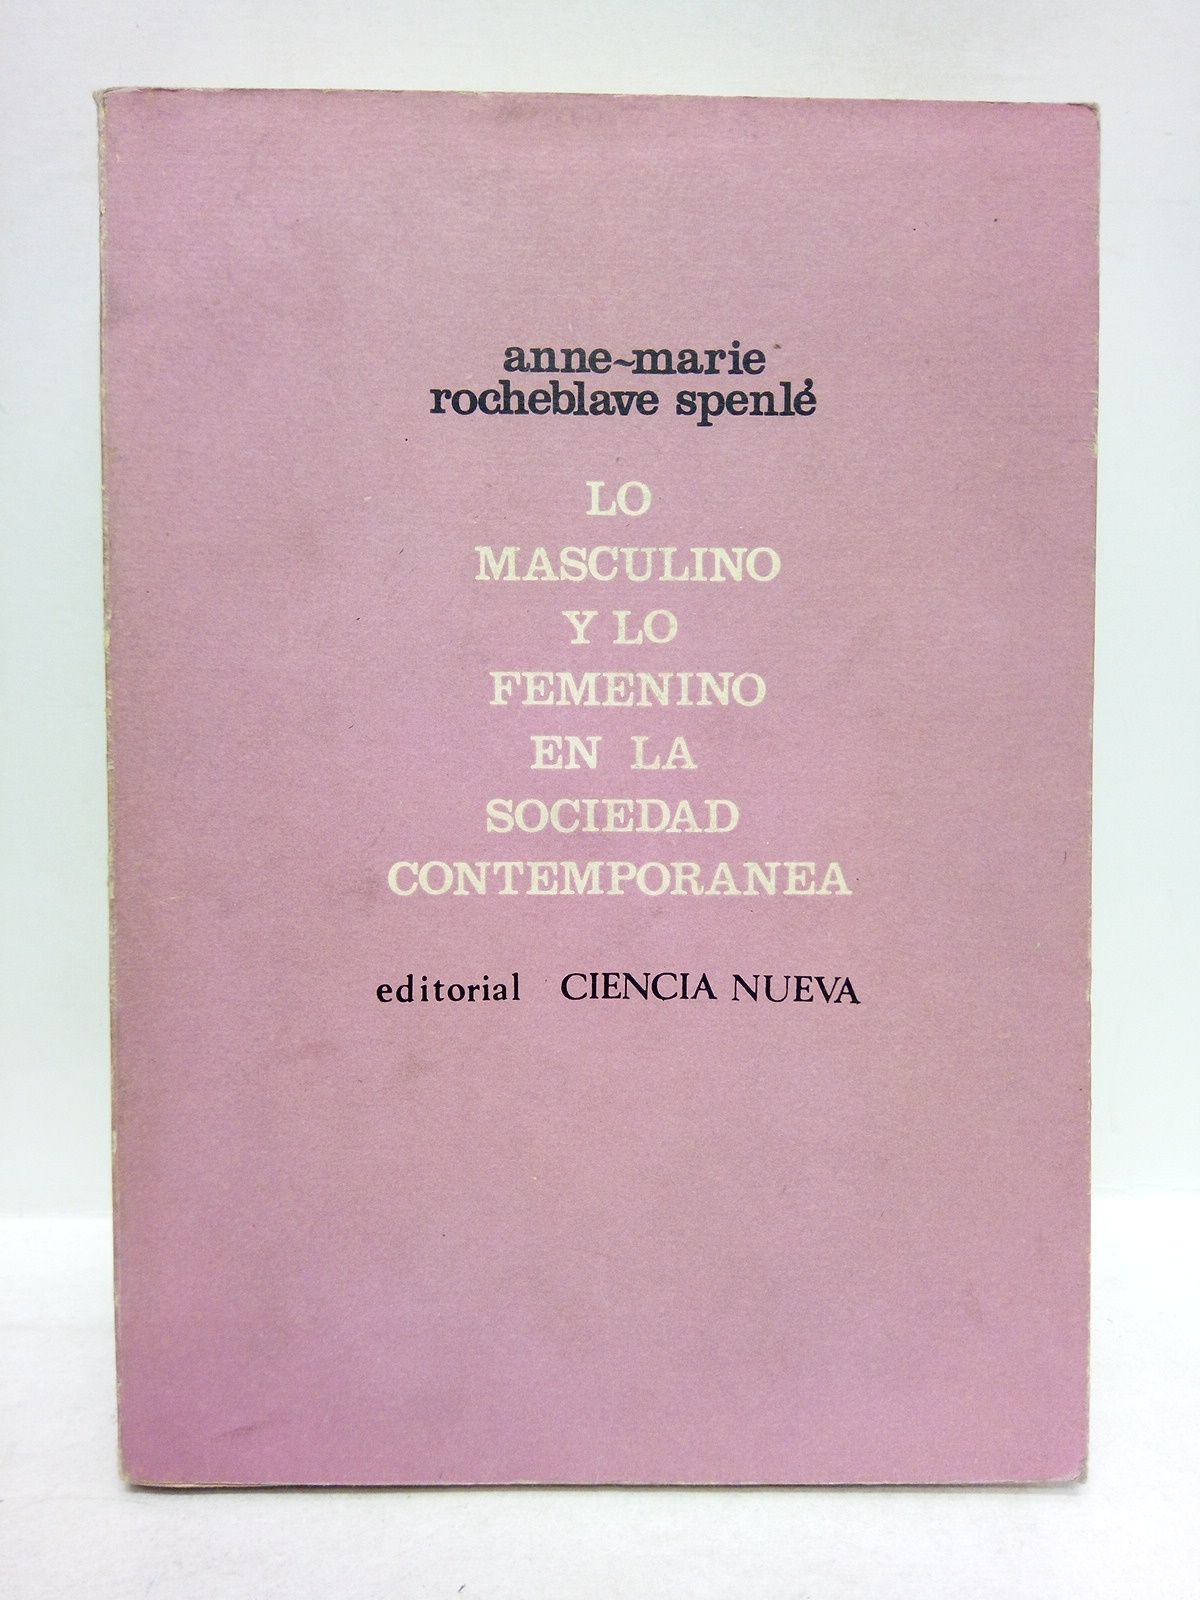 anne-marie
rocheblave spenlé
LO
MASCULINO
Y LO
FEMENINO
EN LA
SOCIEDAD
CONTEMPORANEA
editorial CIENCIA NUEVA